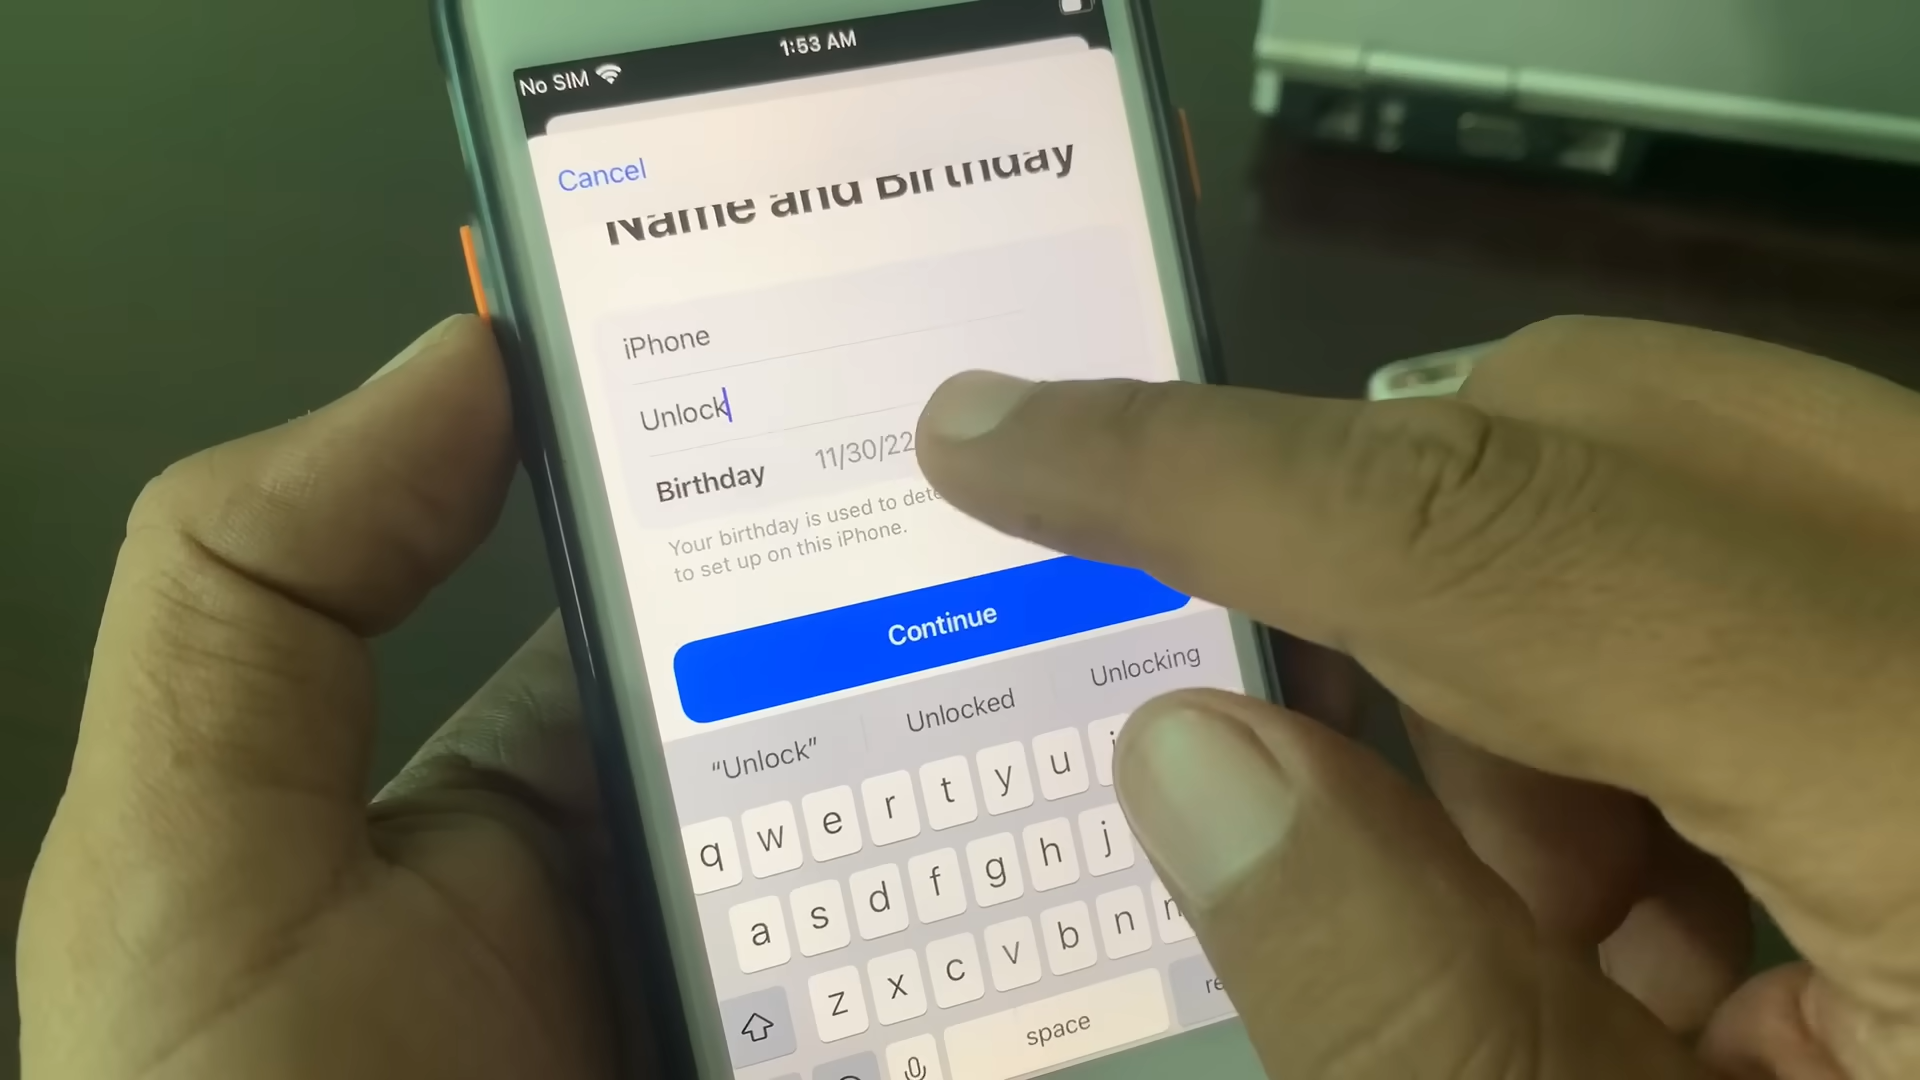 1:53 AM
No SIM
Cancel
Name and Birthday
iPhone
Unlock
Birthday 11/30/22
Your birthday is used to
to set up on this iPhone.
Continue
"Unlock" Unlocked Unlocking
q w e r t y u i
a s d f g h j
z x c v b n
space